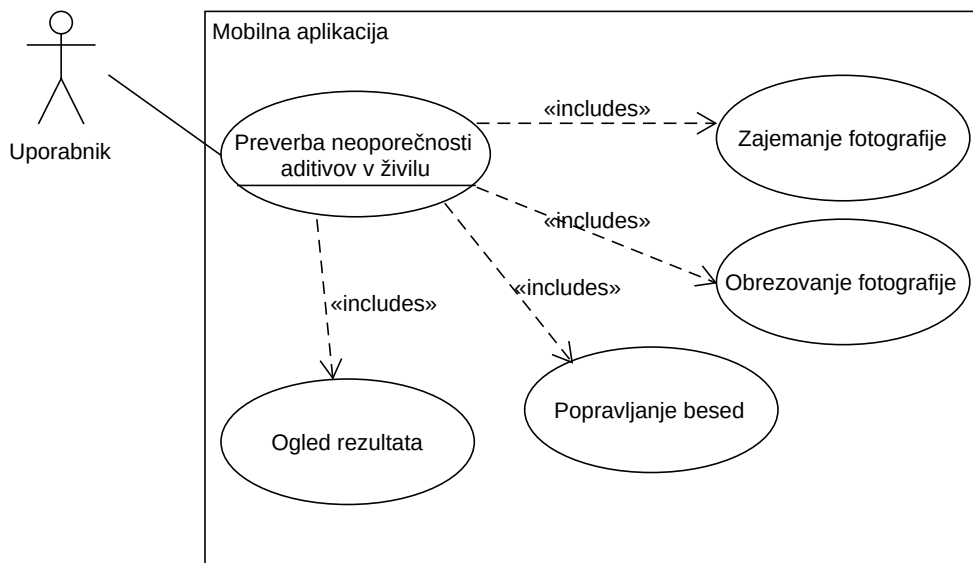 Mobilna aplikacija
Uporabnik
Preverba neoporečnosti
aditivov v živilu
«includes»
Zajemanje fotografije
«includes»
Obrezovanje fotografije
«includes»
Popravljanje besed
«includes»
Ogled rezultata